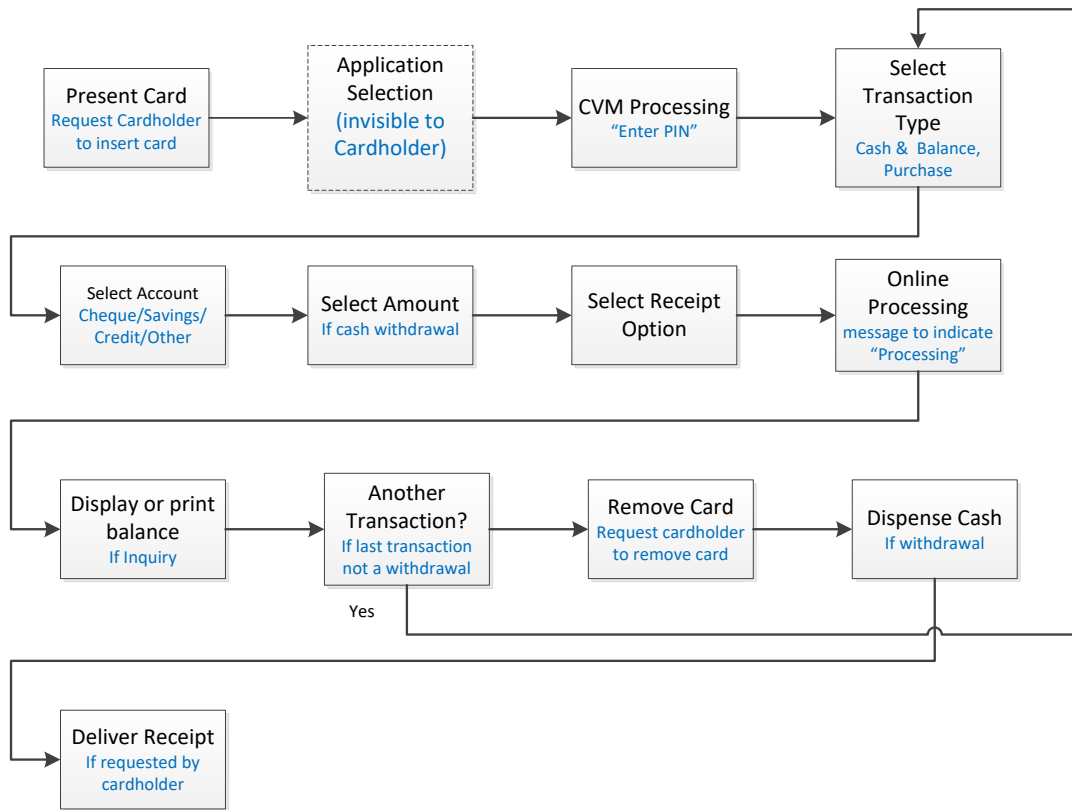 Present Card
Request Cardholder
to insert card
Application
Selection
(invisible to
Cardholder)
CVM Processing
“Enter PIN”
Select
Transaction
Type
Cash &  Balance,
Purchase
Select Account
Cheque/Savings/
Credit/Other
Select Amount
If cash withdrawal
Select Receipt
Option
Online
Processing
message to indicate
“Processing”
Display or print
balance
If Inquiry
Another
Transaction?
If last transaction
not a withdrawal
Remove Card
Request cardholder
to remove card
Dispense Cash
If withdrawal
Yes
Deliver Receipt
If requested by
cardholder